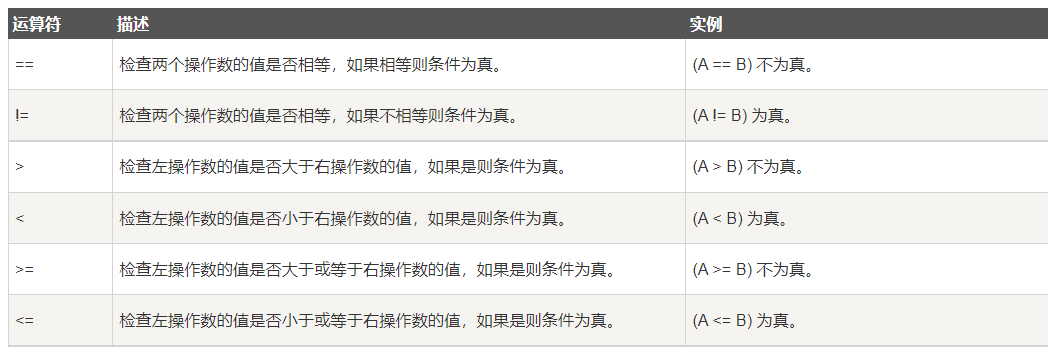 运算符 描述 实例
== 检查两个操作数的值是否相等，如果相等则条件为真。 (A == B) 不为真。
!= 检查两个操作数的值是否相等，如果不相等则条件为真。 (A != B) 为真。
> 检查左操作数的值是否大于右操作数的值，如果是则条件为真。 (A > B) 不为真。
< 检查左操作数的值是否小于右操作数的值，如果是则条件为真。 (A < B) 为真。
>= 检查左操作数的值是否大于或等于右操作数的值，如果是则条件为真。 (A >= B) 不为真。
<= 检查左操作数的值是否小于或等于右操作数的值，如果是则条件为真。 (A <= B) 为真。